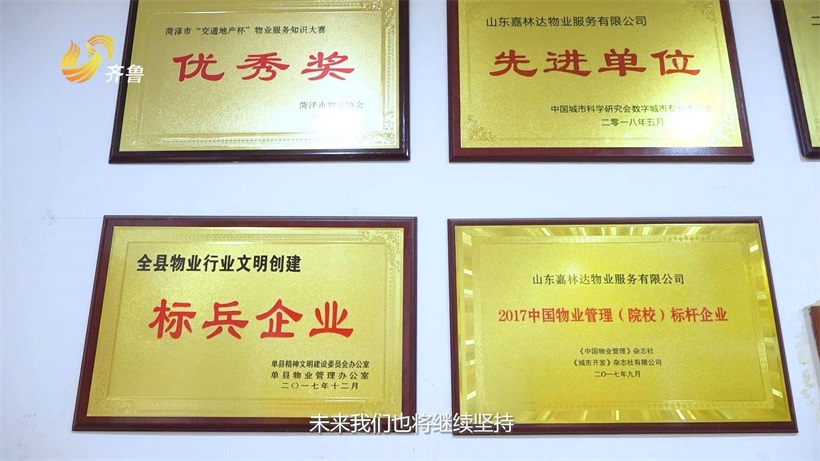 齐鲁
菏泽市“交通地产杯”物业服务知识大赛
优秀奖
菏泽市物业协会
山东嘉林达物业服务有限公司
先进单位
中国城市科学研究会数字城市专业委员会
二零一八年五月
全县物业行业文明创建
标兵企业
单县精神文明建设委员会办公室
单县物业管理办公室
二〇一七年十二月
山东嘉林达物业服务有限公司
2017中国物业管理（院校）标杆企业
《中国物业管理》杂志社
《城市开发》杂志社有限公司
二〇一七年九月
未来我们也将继续坚持